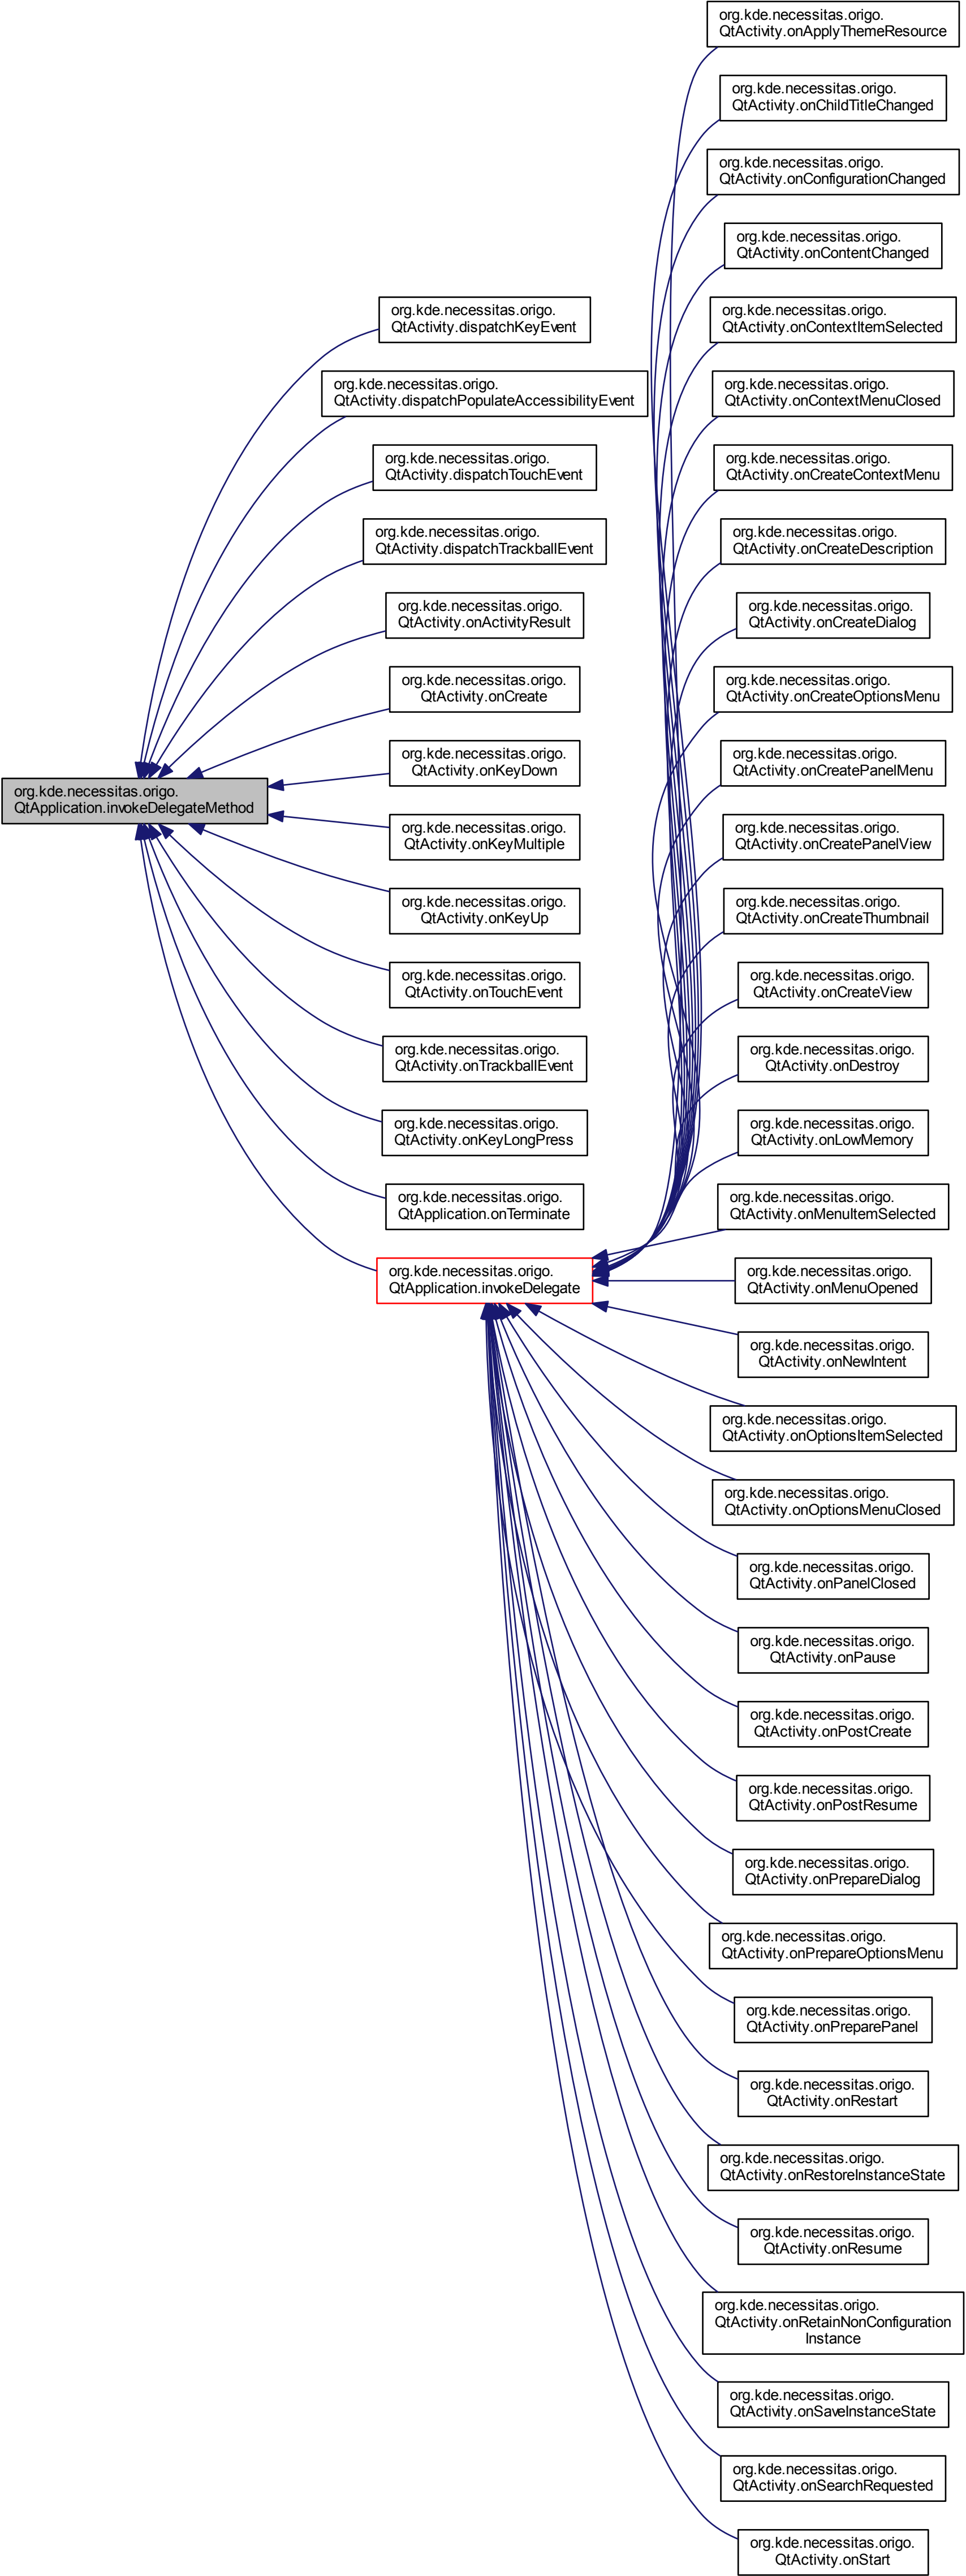 org.kde.necessitas.origo.
QtApplication.invokeDelegateMethod
org.kde.necessitas.origo.
QtActivity.dispatchKeyEvent
org.kde.necessitas.origo.
QtActivity.dispatchPopulateAccessibilityEvent
org.kde.necessitas.origo.
QtActivity.dispatchTouchEvent
org.kde.necessitas.origo.
QtActivity.dispatchTrackballEvent
org.kde.necessitas.origo.
QtActivity.onActivityResult
org.kde.necessitas.origo.
QtActivity.onCreate
org.kde.necessitas.origo.
QtActivity.onKeyDown
org.kde.necessitas.origo.
QtActivity.onKeyMultiple
org.kde.necessitas.origo.
QtActivity.onKeyUp
org.kde.necessitas.origo.
QtActivity.onTouchEvent
org.kde.necessitas.origo.
QtActivity.onTrackballEvent
org.kde.necessitas.origo.
QtActivity.onKeyLongPress
org.kde.necessitas.origo.
QtApplication.onTerminate
org.kde.necessitas.origo.
QtApplication.invokeDelegate
org.kde.necessitas.origo.
QtActivity.onApplyThemeResource
org.kde.necessitas.origo.
QtActivity.onChildTitleChanged
org.kde.necessitas.origo.
QtActivity.onConfigurationChanged
org.kde.necessitas.origo.
QtActivity.onContentChanged
org.kde.necessitas.origo.
QtActivity.onContextItemSelected
org.kde.necessitas.origo.
QtActivity.onContextMenuClosed
org.kde.necessitas.origo.
QtActivity.onCreateContextMenu
org.kde.necessitas.origo.
QtActivity.onCreateDescription
org.kde.necessitas.origo.
QtActivity.onCreateDialog
org.kde.necessitas.origo.
QtActivity.onCreateOptionsMenu
org.kde.necessitas.origo.
QtActivity.onCreatePanelMenu
org.kde.necessitas.origo.
QtActivity.onCreatePanelView
org.kde.necessitas.origo.
QtActivity.onCreateThumbnail
org.kde.necessitas.origo.
QtActivity.onCreateView
org.kde.necessitas.origo.
QtActivity.onDestroy
org.kde.necessitas.origo.
QtActivity.onLowMemory
org.kde.necessitas.origo.
QtActivity.onMenuItemSelected
org.kde.necessitas.origo.
QtActivity.onMenuOpened
org.kde.necessitas.origo.
QtActivity.onNewIntent
org.kde.necessitas.origo.
QtActivity.onOptionsItemSelected
org.kde.necessitas.origo.
QtActivity.onOptionsMenuClosed
org.kde.necessitas.origo.
QtActivity.onPanelClosed
org.kde.necessitas.origo.
QtActivity.onPause
org.kde.necessitas.origo.
QtActivity.onPostCreate
org.kde.necessitas.origo.
QtActivity.onPostResume
org.kde.necessitas.origo.
QtActivity.onPrepareDialog
org.kde.necessitas.origo.
QtActivity.onPrepareOptionsMenu
org.kde.necessitas.origo.
QtActivity.onPreparePanel
org.kde.necessitas.origo.
QtActivity.onRestart
org.kde.necessitas.origo.
QtActivity.onRestoreInstanceState
org.kde.necessitas.origo.
QtActivity.onResume
org.kde.necessitas.origo.
QtActivity.onRetainNonConfiguration
Instance
org.kde.necessitas.origo.
QtActivity.onSaveInstanceState
org.kde.necessitas.origo.
QtActivity.onSearchRequested
org.kde.necessitas.origo.
QtActivity.onStart